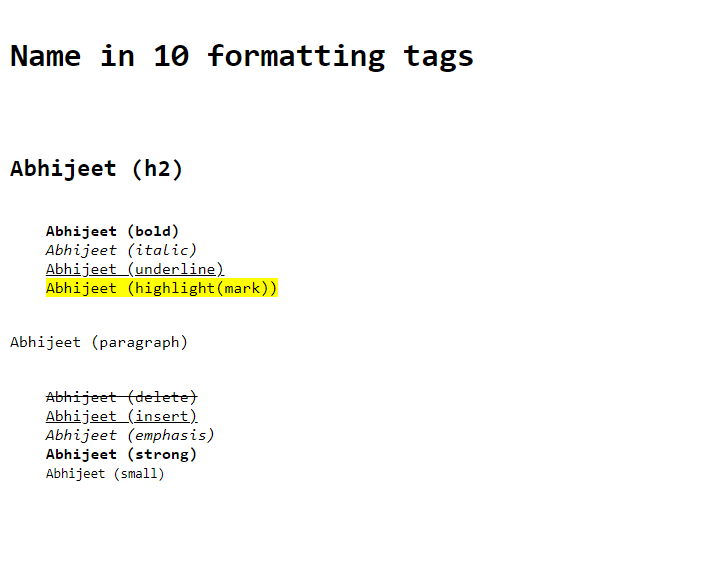 Name in 10 formatting tags
Abhijeet (h2)
Abhijeet (bold)
Abhijeet (italic)
Abhijeet (underline)
Abhijeet (highlight(mark))
Abhijeet (paragraph)
Abhijeet (delete)
Abhijeet (insert)
Abhijeet (emphasis)
Abhijeet (strong)
Abhijeet (small)